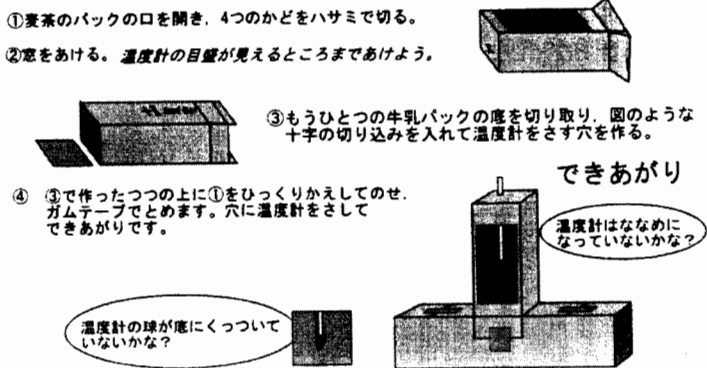 ①麦茶のパックの口を開き，4つのかどをハサミで切る。
②窓をあける。温度計の目盛が見えるところまであけよう。
③もうひとつの牛乳パックの底を切り取り，図のような
十字の切り込みを入れて温度計をさす穴を作る。
できあがり
④ ③で作ったつつの上に①をひっくりかえしてのせ．
ガムテープでとめます。穴に温度計をさして
できあがりです。
温度計はななめに
なっていないかな？
温度計の球が底にくっついて
いないかな？